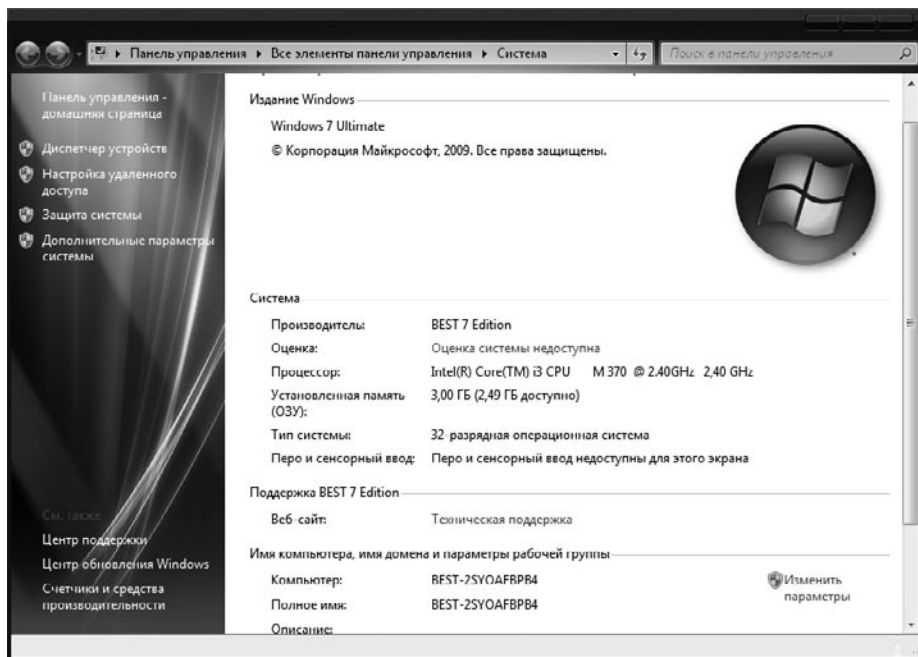 Панель управления ▸ Все элементы панели управления ▸ Система
Поиск в панели управления
Панель управления -
домашняя страница
Диспетчер устройств
Настройка удаленного
доступа
Защита системы
Дополнительные параметры
системы
См. также
Центр поддержки
Центр обновления Windows
Счетчики и средства
производительности
Издание Windows
Windows 7 Ultimate
© Корпорация Майкрософт, 2009. Все права защищены.
Система
Производитель: BEST 7 Edition
Оценка: Оценка системы недоступна
Процессор: Intel(R) Core(TM) i3 CPU M 370 @ 2.40GHz 2,40 GHz
Установленная память 3,00 ГБ (2,49 ГБ доступно)
(ОЗУ):
Тип системы: 32-разрядная операционная система
Перо и сенсорный ввод: Перо и сенсорный ввод недоступны для этого экрана
Поддержка BEST 7 Edition
Веб-сайт: Техническая поддержка
Имя компьютера, имя домена и параметры рабочей группы
Компьютер: BEST-2SYOAFBPB4
Изменить
параметры
Полное имя: BEST-2SYOAFBPB4
Описание: